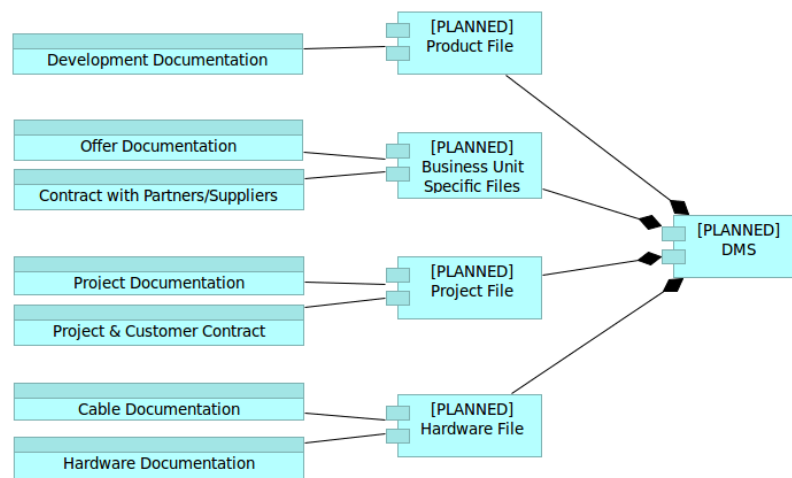 [PLANNED]
Product File
Development Documentation
[PLANNED]
Business Unit
Specific Files
Offer Documentation
Contract with Partners/Suppliers
[PLANNED]
DMS
[PLANNED]
Project File
Project Documentation
Project & Customer Contract
[PLANNED]
Hardware File
Cable Documentation
Hardware Documentation